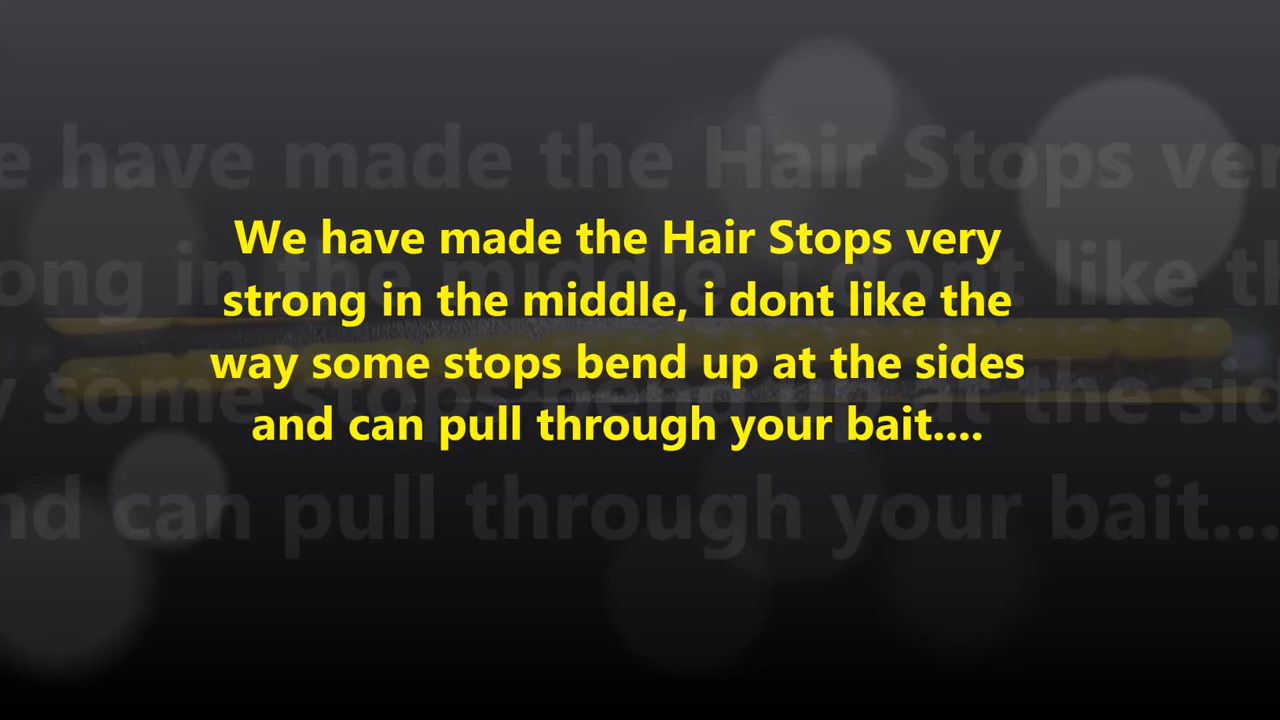 We have made the Hair Stops very
strong in the middle, i dont like the
way some stops bend up at the sides
and can pull through your bait....